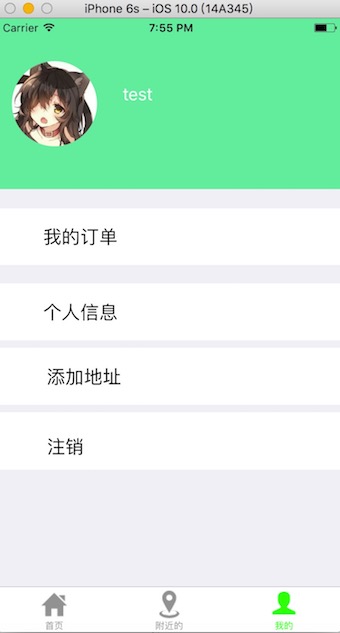 iPhone 6s – iOS 10.0 (14A345)
Carrier 7:55 PM
test
我的订单
个人信息
添加地址
注销
首页 附近的 我的